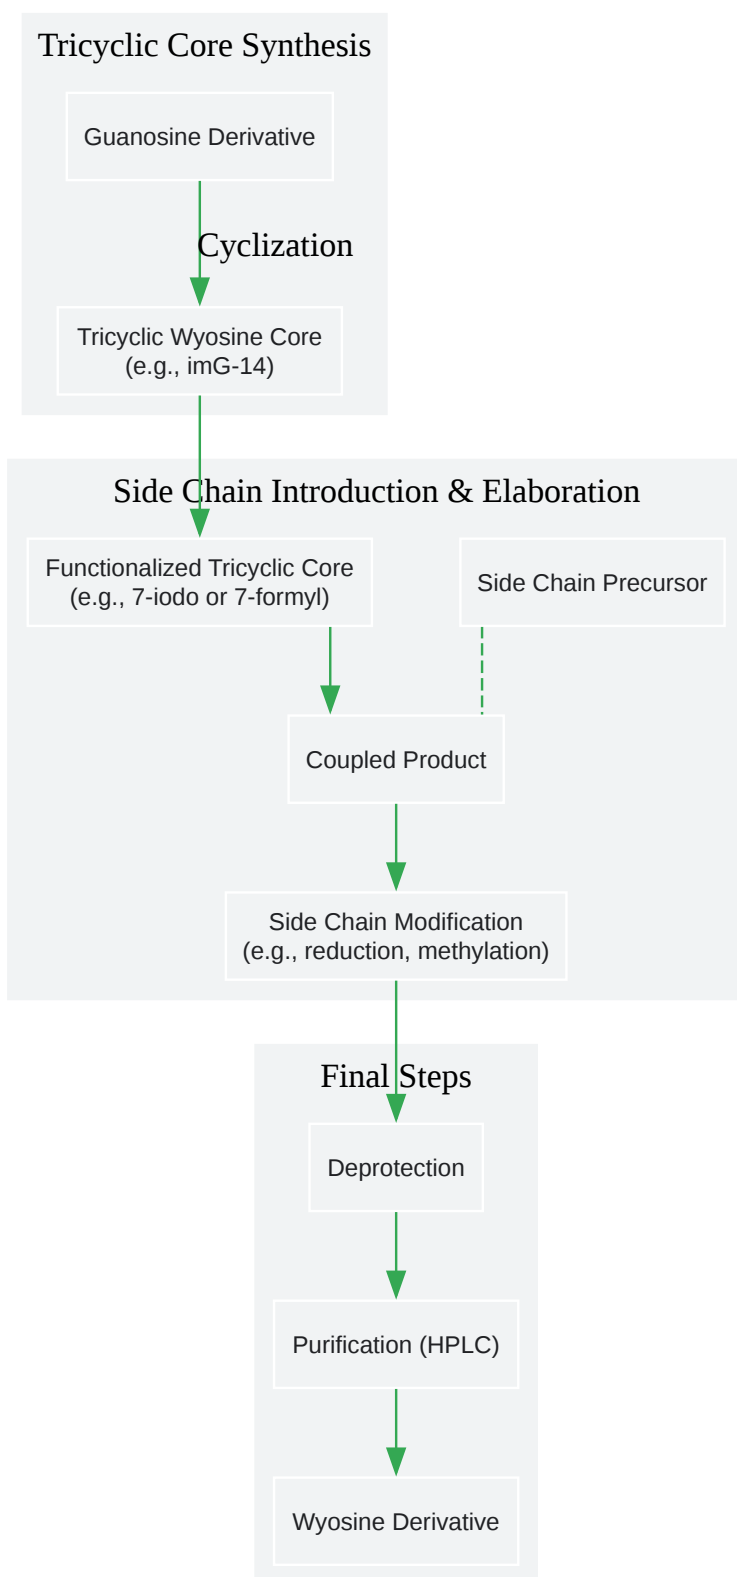 Tricyclic Core Synthesis
Guanosine Derivative
Cyclization
Tricyclic Wyosine Core
(e.g., imG-14)
Side Chain Introduction & Elaboration
Functionalized Tricyclic Core
(e.g., 7-iodo or 7-formyl)
Side Chain Precursor
Coupled Product
Side Chain Modification
(e.g., reduction, methylation)
Final Steps
Deprotection
Purification (HPLC)
Wyosine Derivative